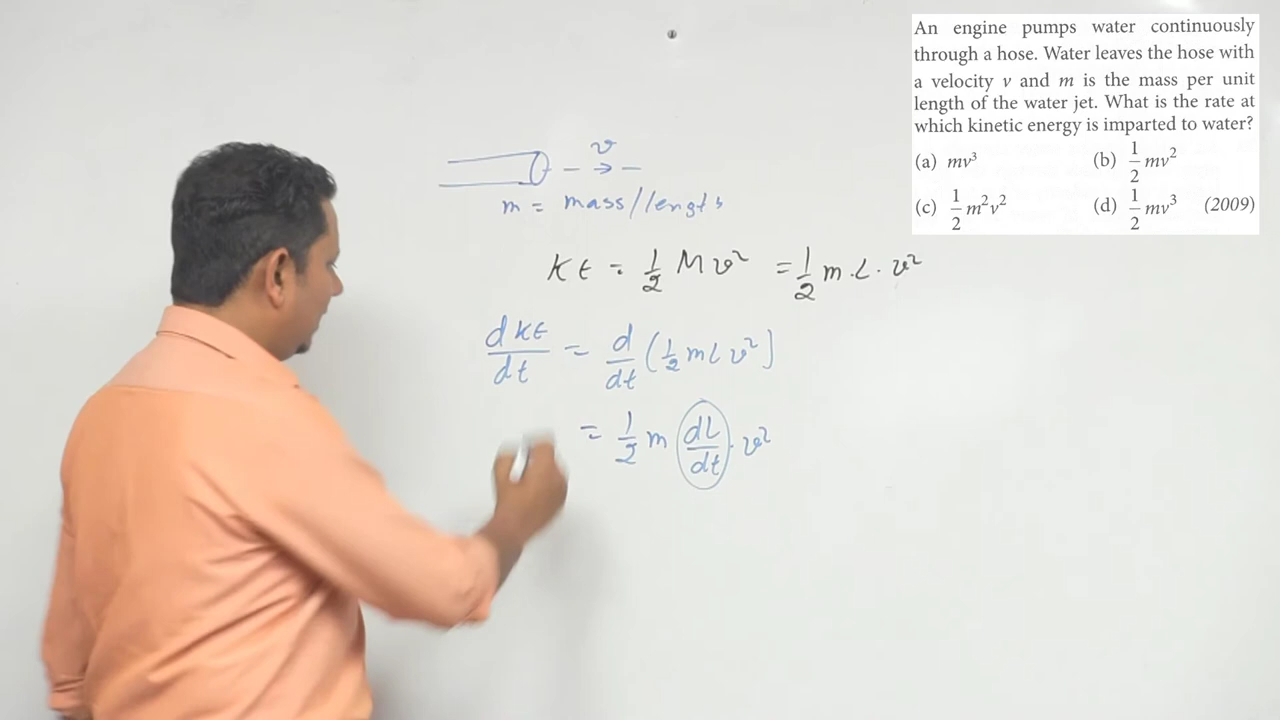 An engine pumps water continuously
through a hose. Water leaves the hose with
a velocity v and m is the mass per unit
length of the water jet. What is the rate at
which kinetic energy is imparted to water?
(a) mv³ (b) 1/2 mv²
(c) 1/2 m²v² (d) 1/2 mv³ (2009)
v
m = mass/length
KE = 1/2 Mv² = 1/2 m.L.v²
dKE/dt = d/dt (1/2 mLv²)
= 1/2 m dL/dt . v²